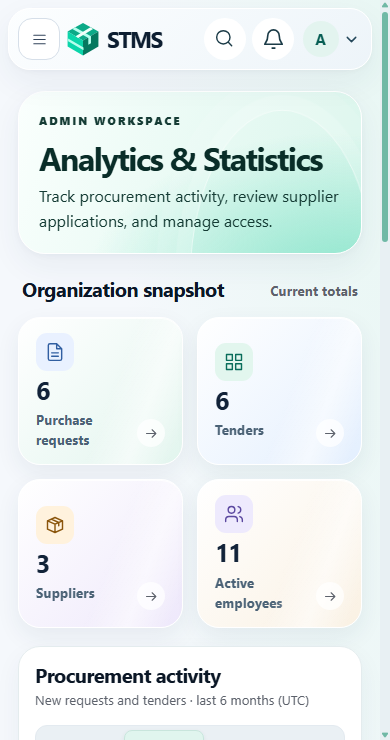 STMS
A
ADMIN WORKSPACE
Analytics & Statistics
Track procurement activity, review supplier
applications, and manage access.
Organization snapshot
Current totals
6
Purchase
requests
6
Tenders
3
Suppliers
11
Active
employees
Procurement activity
New requests and tenders · last 6 months (UTC)